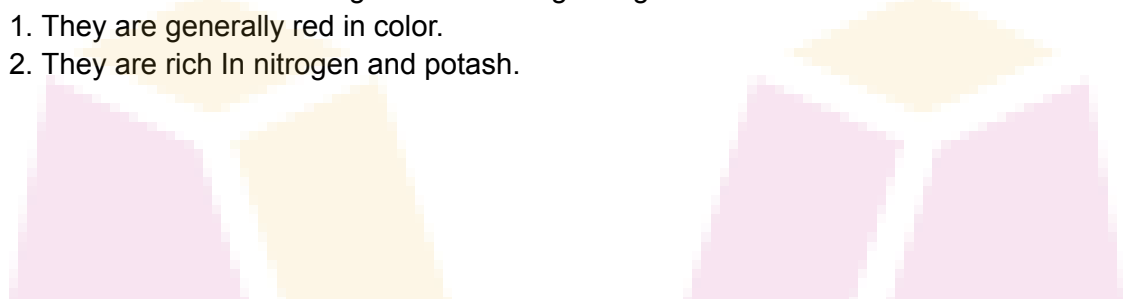 1. They are generally red in color.
2. They are rich In nitrogen and potash.